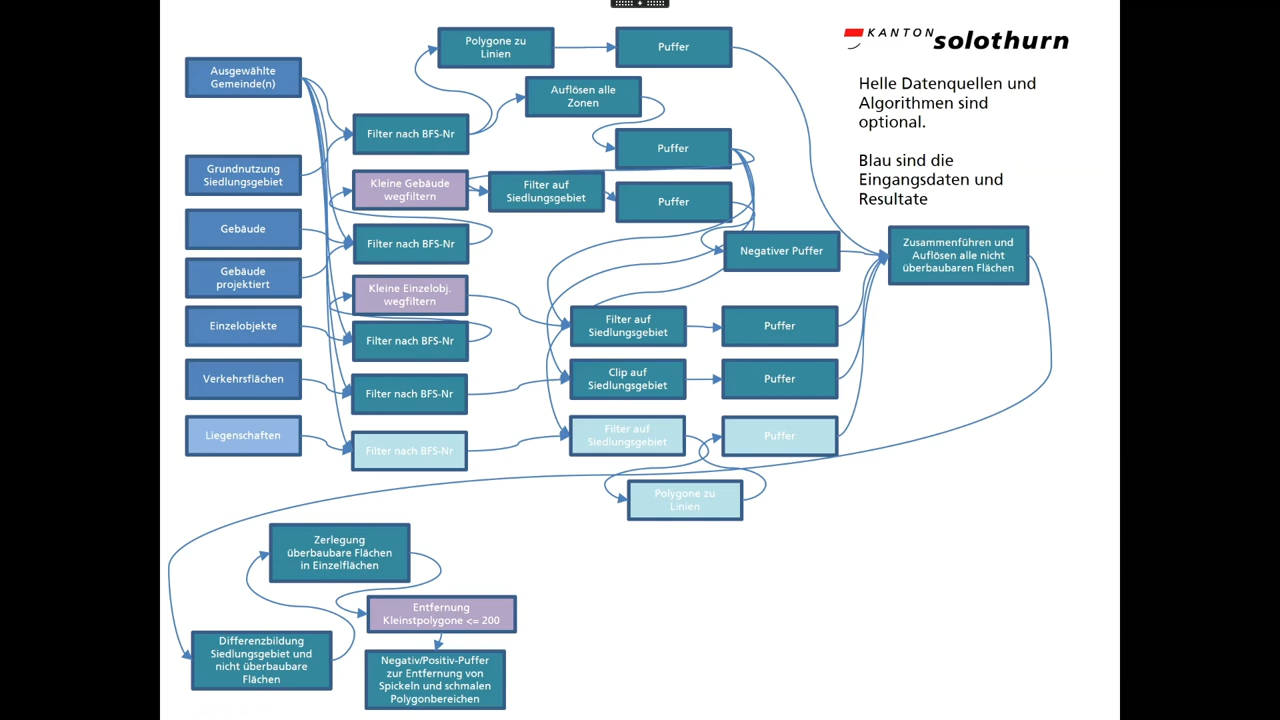 KANTON solothurn
Helle Datenquellen und
Algorithmen sind
optional.
Blau sind die
Eingangsdaten und
Resultate
Polygone zu
Linien
Puffer
Ausgewählte
Gemeinde(n)
Auflösen alle
Zonen
Filter nach BFS-Nr
Puffer
Grundnutzung
Siedlungsgebiet
Kleine Gebäude
wegfiltern
Filter auf
Siedlungsgebiet
Puffer
Gebäude
Filter nach BFS-Nr
Negativer Puffer
Zusammenführen und
Auflösen alle nicht
überbaubaren Flächen
Gebäude
projektiert
Kleine Einzelobj.
wegfiltern
Einzelobjekte
Filter nach BFS-Nr
Filter auf
Siedlungsgebiet
Puffer
Verkehrsflächen
Filter nach BFS-Nr
Clip auf
Siedlungsgebiet
Puffer
Liegenschaften
Filter nach BFS-Nr
Filter auf
Siedlungsgebiet
Puffer
Polygone zu
Linien
Zerlegung
überbaubare Flächen
in Einzelflächen
Entfernung
Kleinstpolygone <= 200
Differenzbildung
Siedlungsgebiet und
nicht überbaubare
Flächen
Negativ/Positiv-Puffer
zur Entfernung von
Spickeln und schmalen
Polygonbereichen